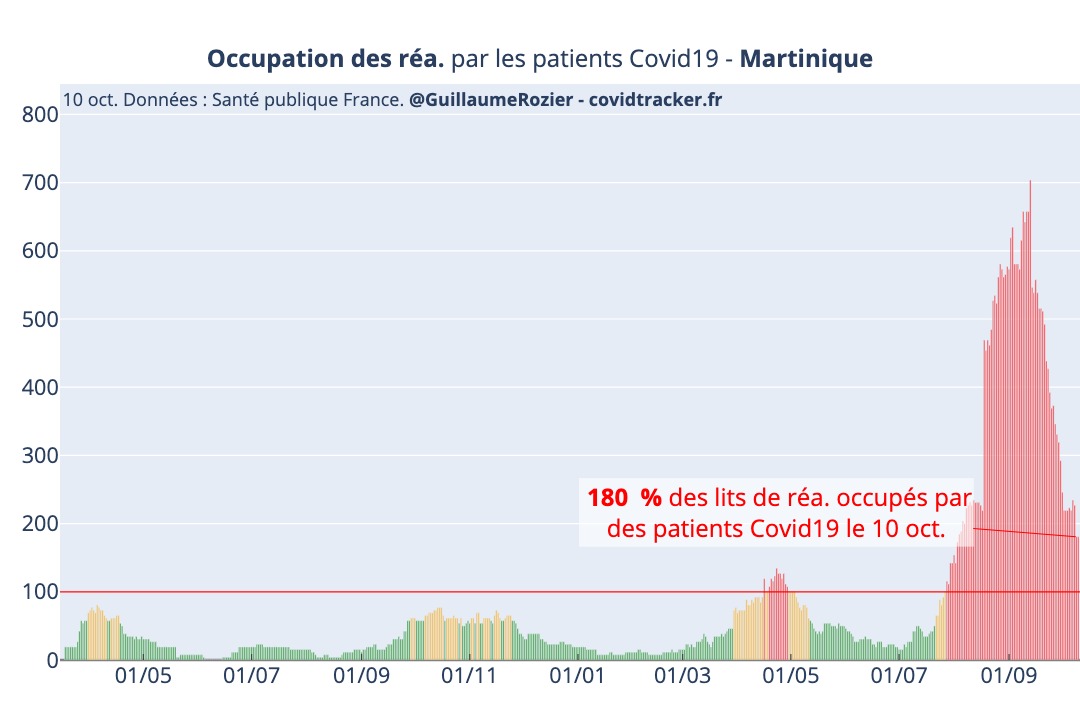 Occupation des réa. par les patients Covid19 - Martinique
10 oct. Données : Santé publique France. @GuillaumeRozier - covidtracker.fr
800
700
600
500
400
300
200
100
0
180 % des lits de réa. occupés par
des patients Covid19 le 10 oct.
01/05 01/07 01/09 01/11 01/01 01/03 01/05 01/07 01/09